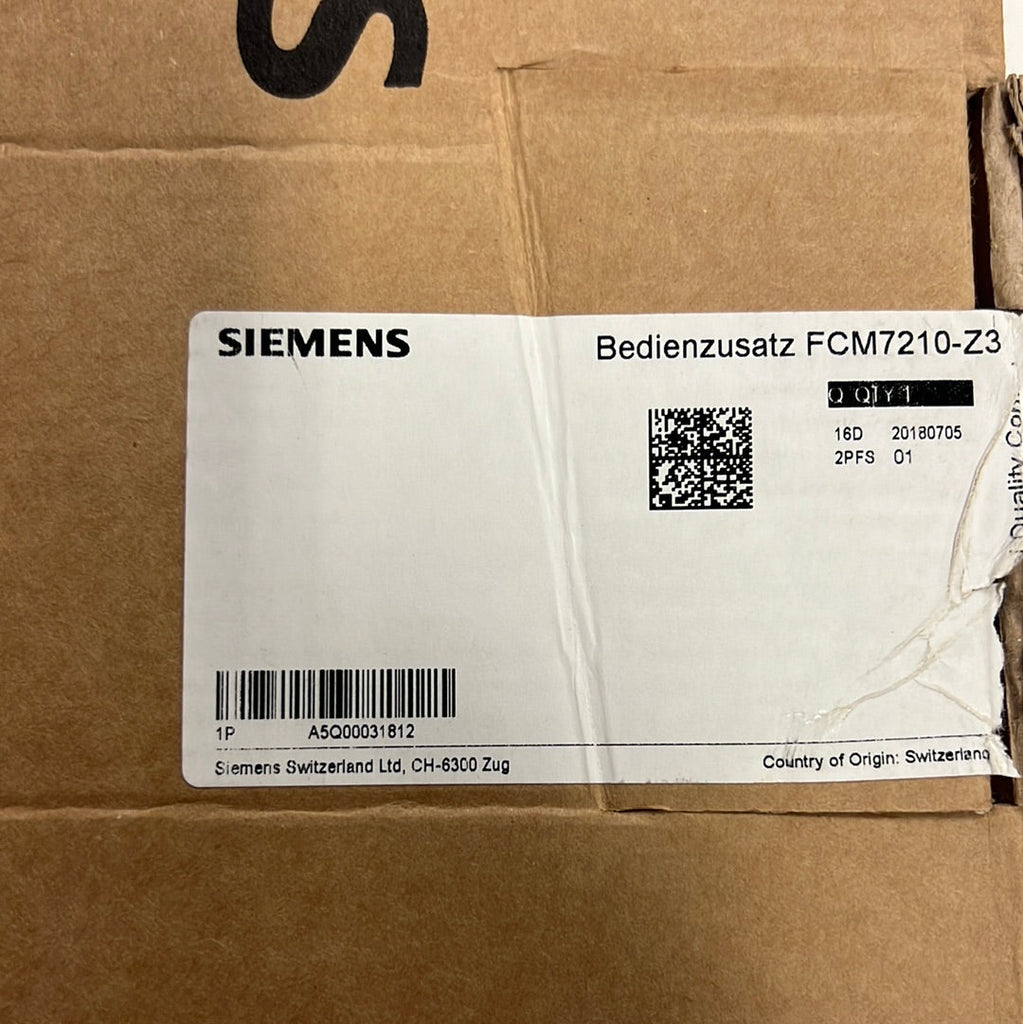 S
SIEMENS
Bedienzusatz FCM7210-Z3
Q QTY 1
16D 20180705
2PFS 01
Quality
1P A5Q00031812
Siemens Switzerland Ltd, CH-6300 Zug
Country of Origin: Switzerland